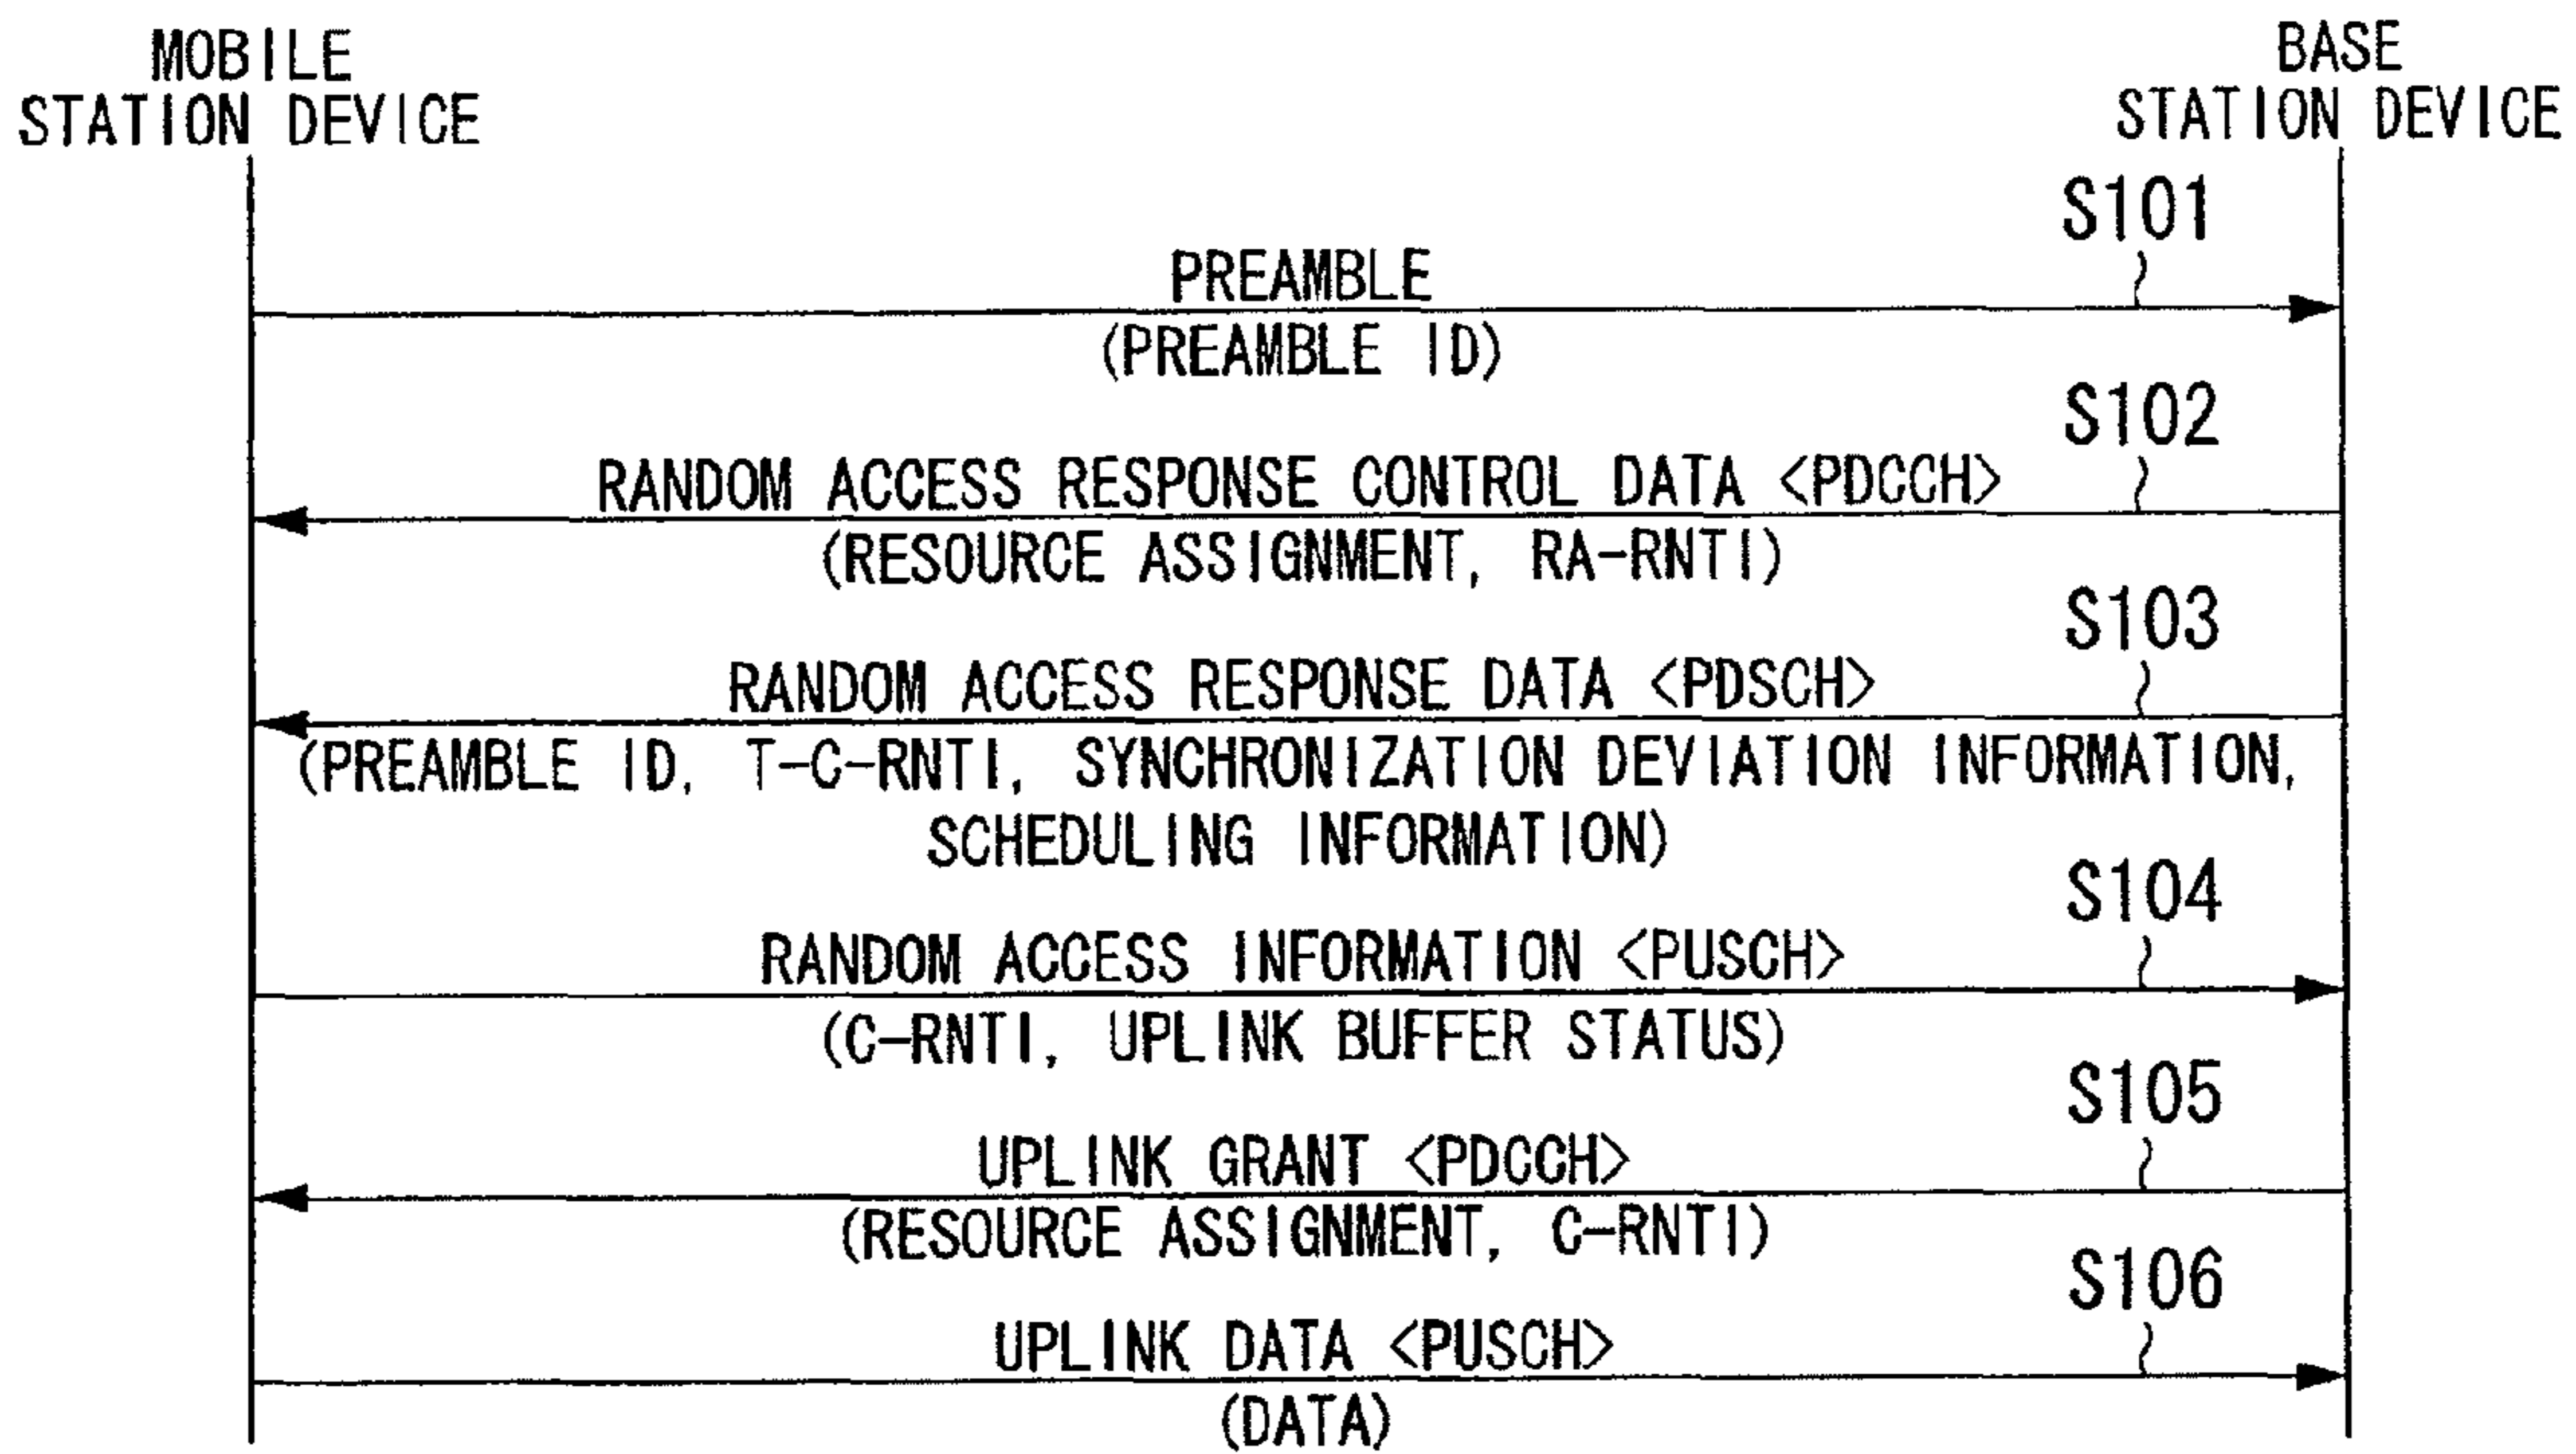 MOBILE
STATION DEVICE
BASE
STATION DEVICE
S101
PREAMBLE
(PREAMBLE ID)
S102
RANDOM ACCESS RESPONSE CONTROL DATA <PDCCH>
(RESOURCE ASSIGNMENT, RA-RNTI)
S103
RANDOM ACCESS RESPONSE DATA <PDSCH>
(PREAMBLE ID, T-C-RNTI, SYNCHRONIZATION DEVIATION INFORMATION,
SCHEDULING INFORMATION)
S104
RANDOM ACCESS INFORMATION <PUSCH>
(C-RNTI, UPLINK BUFFER STATUS)
S105
UPLINK GRANT <PDCCH>
(RESOURCE ASSIGNMENT, C-RNTI)
S106
UPLINK DATA <PUSCH>
(DATA)